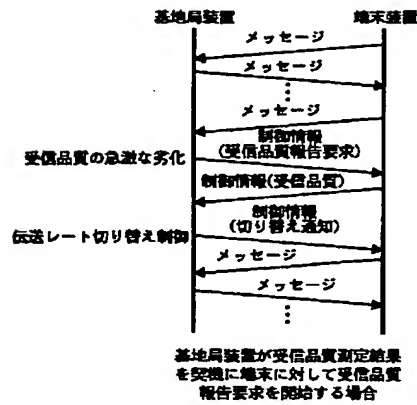 基地局装置
端末装置
メッセージ
メッセージ
メッセージ
制御情報
(受信品質報告要求)
受信品質の急激な劣化
制御情報(受信品質)
制御情報
(切り替え通知)
伝送レート切り替え制御
メッセージ
メッセージ
基地局装置が受信品質測定結果
を契機に端末に対して受信品質
報告要求を開始する場合